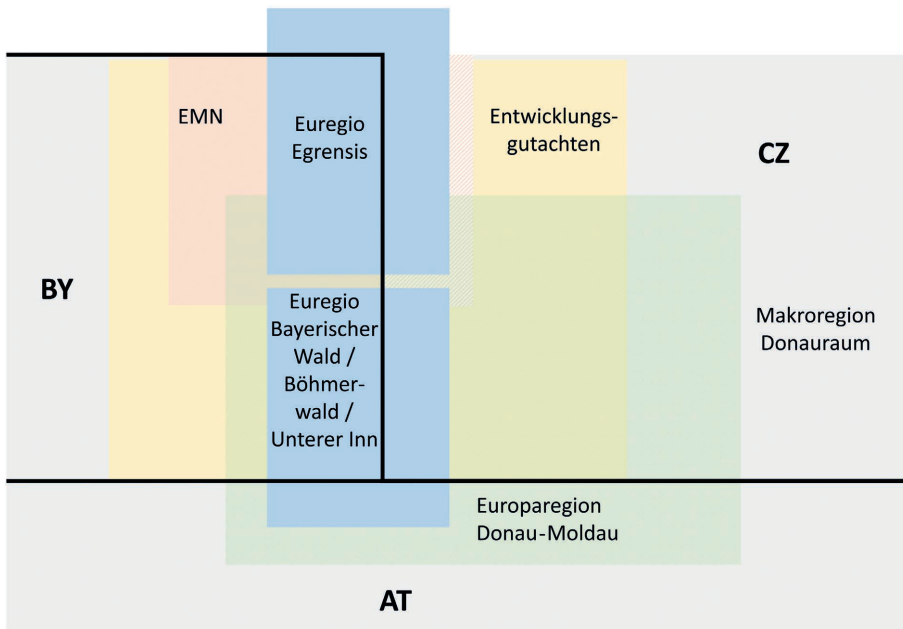 EMN
Euregio
Egrensis
Entwicklungs-
gutachten
CZ
BY
Euregio
Bayerischer
Wald /
Böhmer-
wald /
Unterer Inn
Makroregion
Donauraum
Europaregion
Donau-Moldau
AT